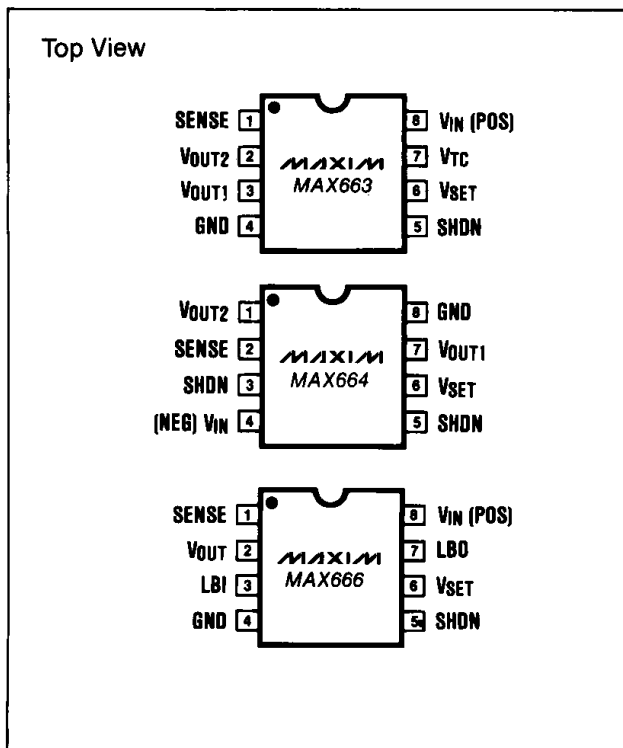 Top View
SENSE 1 8 VIN (POS)
VOUT2 2 MAXIM 7 VTC
VOUT1 3 MAX663 6 VSET
GND 4 5 SHDN
VOUT2 1 8 GND
SENSE 2 MAXIM 7 VOUT1
SHDN 3 MAX664 6 VSET
(NEG) VIN 4 5 SHDN
SENSE 1 8 VIN (POS)
VOUT 2 MAXIM 7 LBO
LBI 3 MAX666 6 VSET
GND 4 5 SHDN